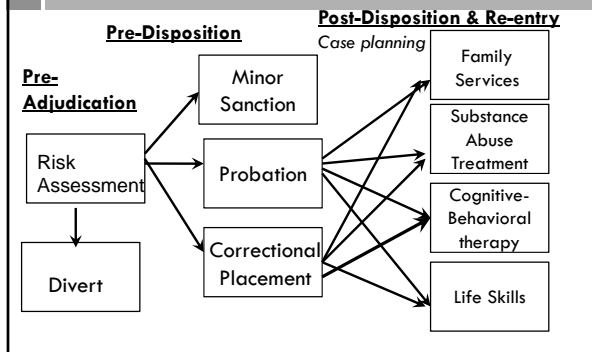 Pre-Disposition
Post-Disposition & Re-entry
Case planning
Pre-
Adjudication
Risk
Assessment
Divert
Minor
Sanction
Probation
Correctional
Placement
Family
Services
Substance
Abuse
Treatment
Cognitive-
Behavioral
therapy
Life Skills